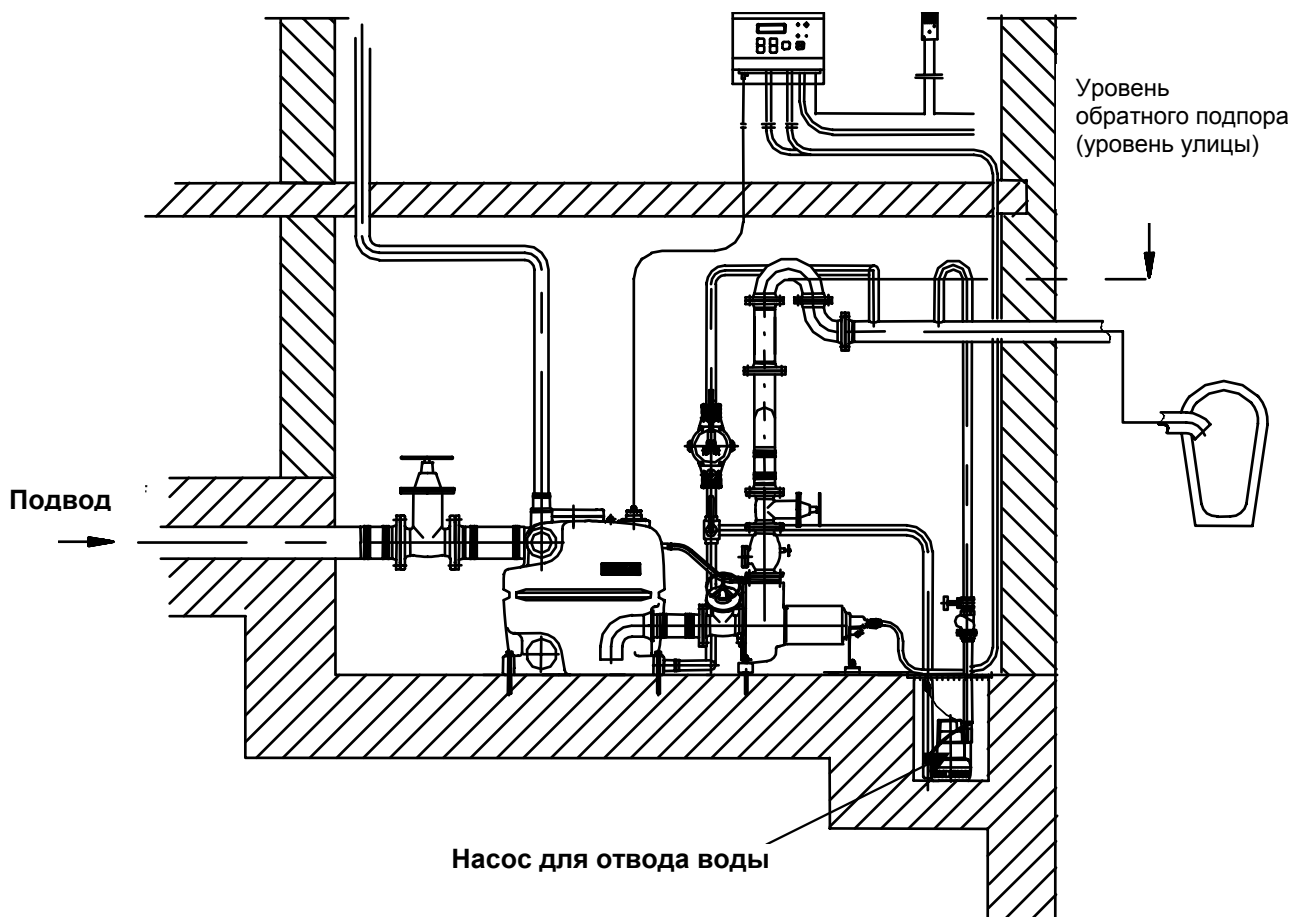 Уровень
обратного подпора
(уровень улицы)
Подвод
Насос для отвода воды